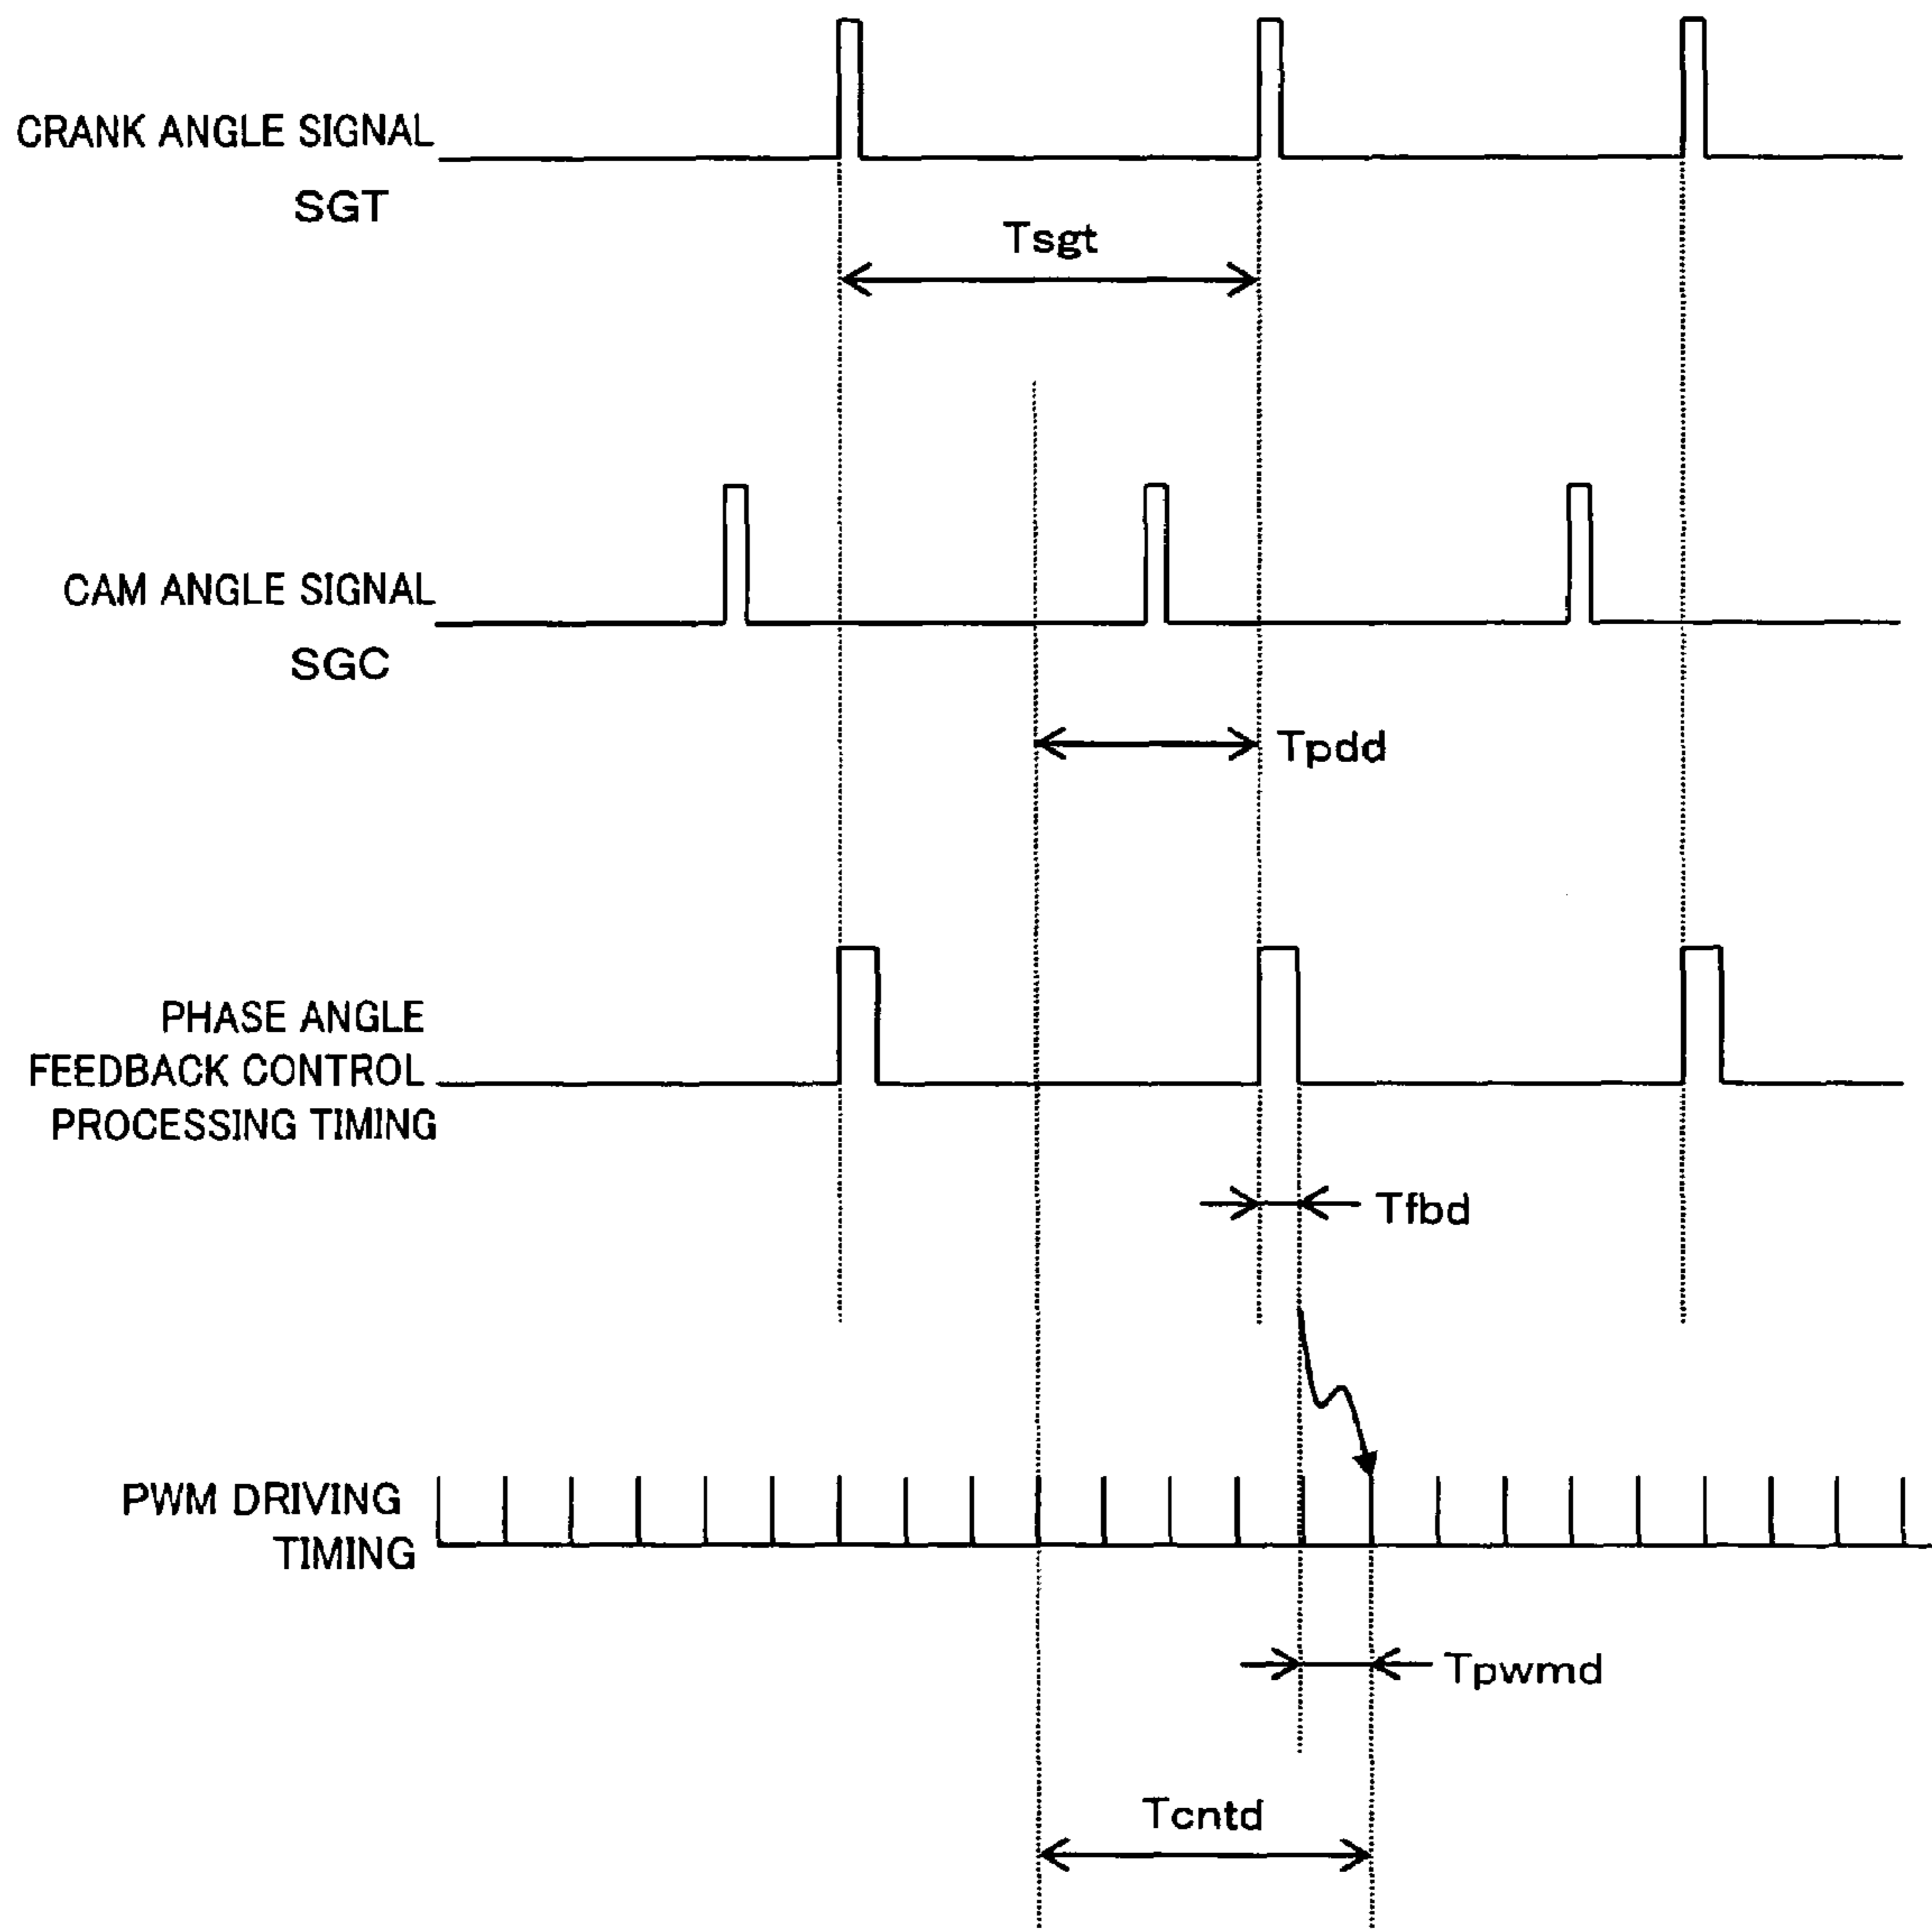 CRANK ANGLE SIGNAL
SGT
Tsgt
CAM ANGLE SIGNAL
SGC
Tpdd
PHASE ANGLE
FEEDBACK CONTROL
PROCESSING TIMING
Tfbd
PWM DRIVING
TIMING
Tpwmd
Tcntd